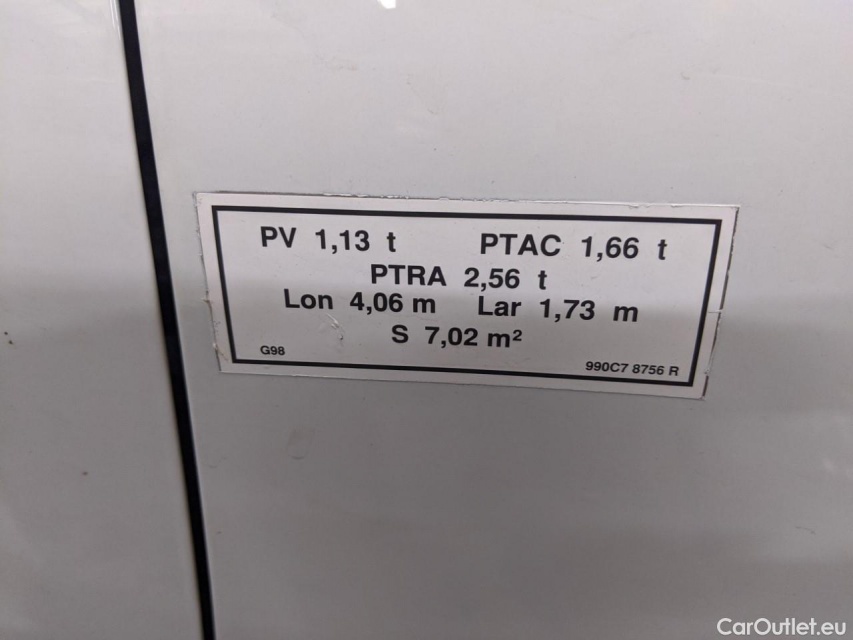 PV 1,13 t PTAC 1,66 t
PTRA 2,56 t
Lon 4,06 m Lar 1,73 m
S 7,02 m²
G98 990C7 8756 R
CarOutlet.eu